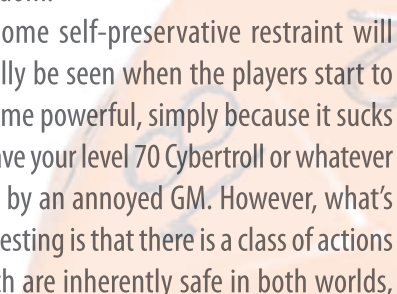 ome self-preservative restraint will
lly be seen when the players start to
me powerful, simply because it sucks
ave your level 70 Cybertroll or whatever
by an annoyed GM. However, what's
esting is that there is a class of actions
h are inherently safe in both worlds,